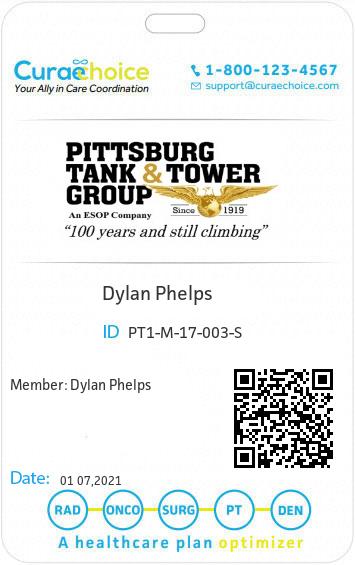 Curaechoice
Your Ally in Care Coordination
1-800-123-4567
support@curaechoice.com
PITTSBURG
TANK & TOWER
GROUP
An ESOP Company
Since 1919
“100 years and still climbing”
Dylan Phelps
ID PT1-M-17-003-S
Member: Dylan Phelps
Date: 01 07,2021
RAD ONCO SURG PT DEN
A healthcare plan optimizer